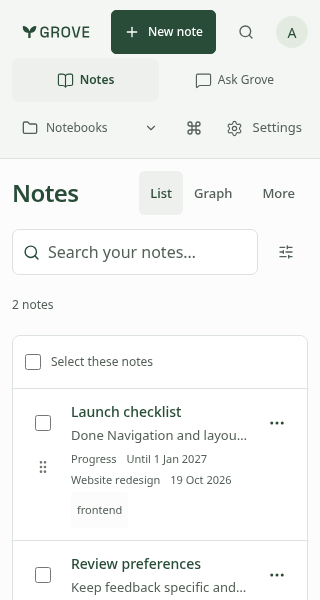 GROVE
New note
A
Notes
Ask Grove
Notebooks
Settings
Notes
List
Graph
More
Search your notes...
2 notes
Select these notes
Launch checklist
Done Navigation and layou...
Progress Until 1 Jan 2027
Website redesign 19 Oct 2026
frontend
Review preferences
Keep feedback specific and...